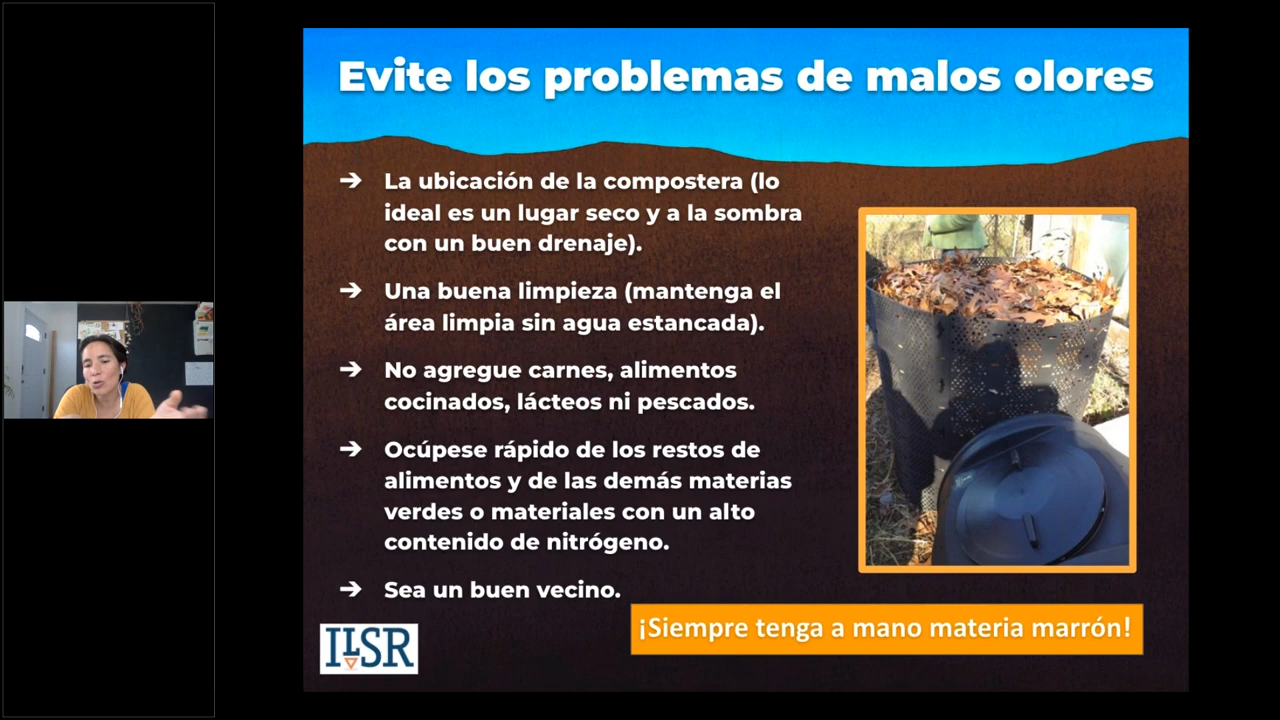 Evite los problemas de malos olores
➔ La ubicación de la compostera (lo
ideal es un lugar seco y a la sombra
con un buen drenaje).
➔ Una buena limpieza (mantenga el
área limpia sin agua estancada).
➔ No agregue carnes, alimentos
cocinados, lácteos ni pescados.
➔ Ocúpese rápido de los restos de
alimentos y de las demás materias
verdes o materiales con un alto
contenido de nitrógeno.
➔ Sea un buen vecino.
¡Siempre tenga a mano materia marrón!
ILSR